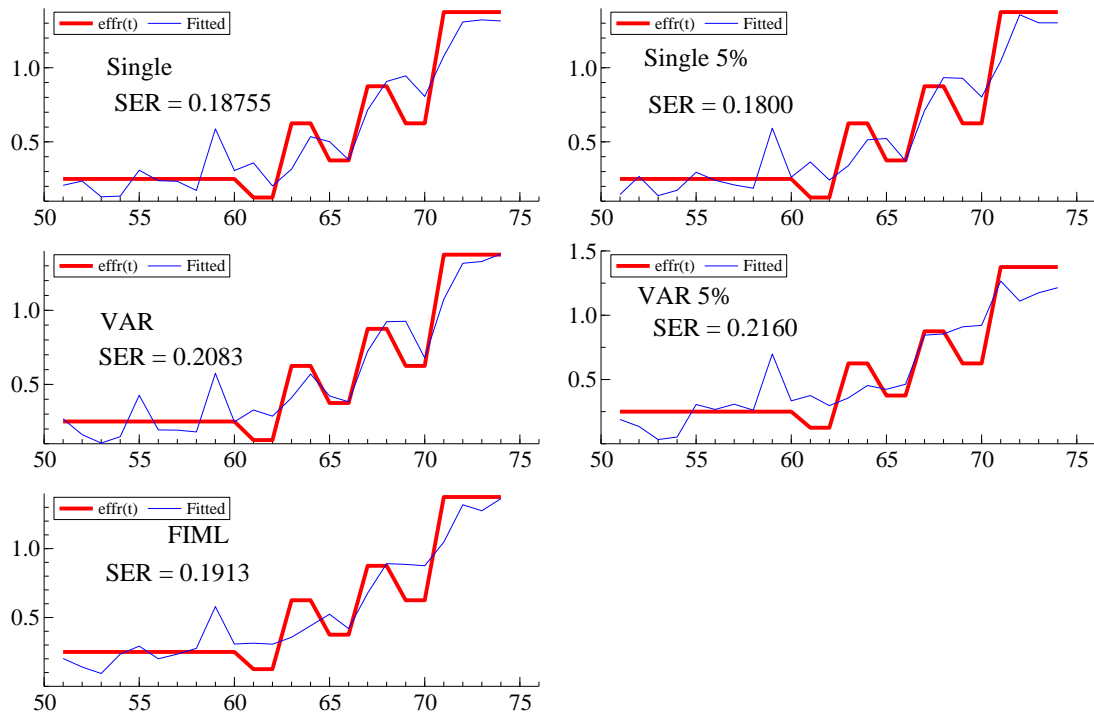 effr(t) Fitted
Single
SER = 0.18755
1.0
0.5
50 55 60 65 70 75
effr(t) Fitted
Single 5%
SER = 0.1800
1.0
0.5
50 55 60 65 70 75
effr(t) Fitted
VAR
SER = 0.2083
1.0
0.5
50 55 60 65 70 75
1.5
effr(t) Fitted
VAR 5%
SER = 0.2160
1.0
0.5
50 55 60 65 70 75
effr(t) Fitted
FIML
SER = 0.1913
1.0
0.5
50 55 60 65 70 75